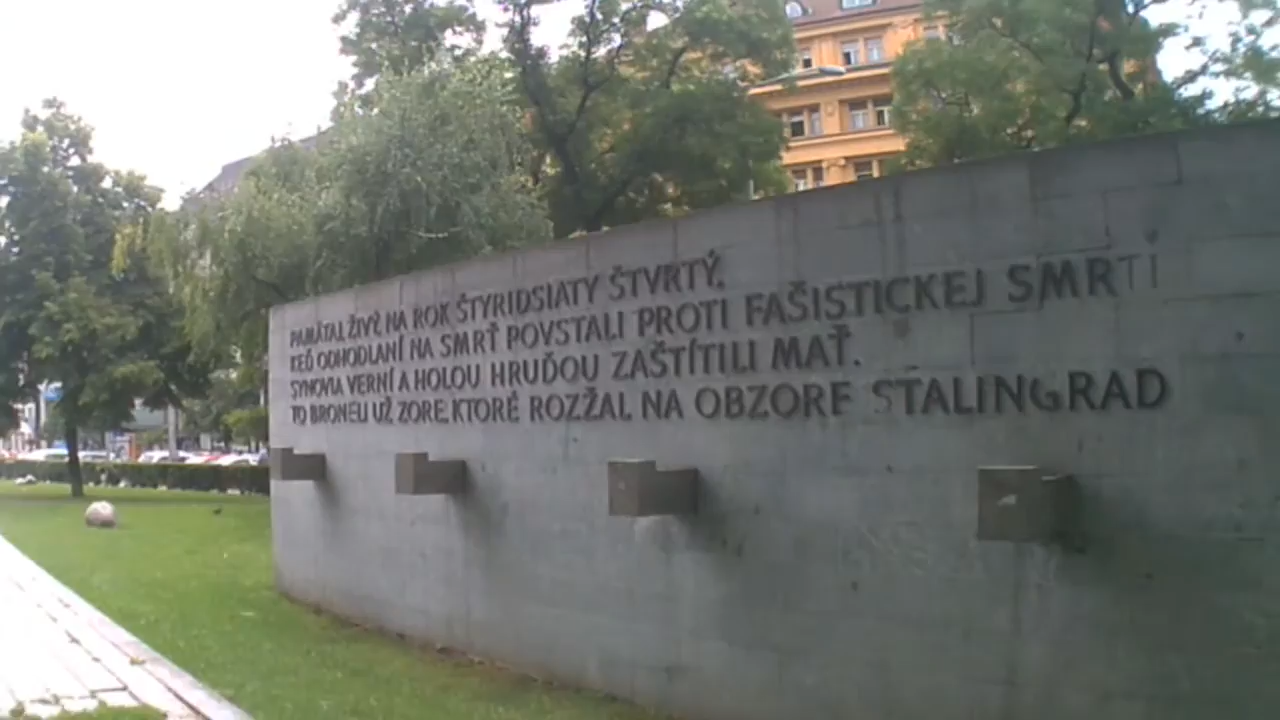 PAMÄTAJ, ŽIVÝ, NA ROK ŠTYRIDSIATY ŠTVRTÝ,
KEĎ ODHODLANÍ NA SMRŤ POVSTALI PROTI FAŠISTICKEJ SMRTI
SYNOVIA VERNÍ A HOLOU HRUĎOU ZAŠTÍTILI MAŤ.
TO BRONELI UŽ ZORE, KTORÉ ROZŽAL NA OBZORE STALINGRAD